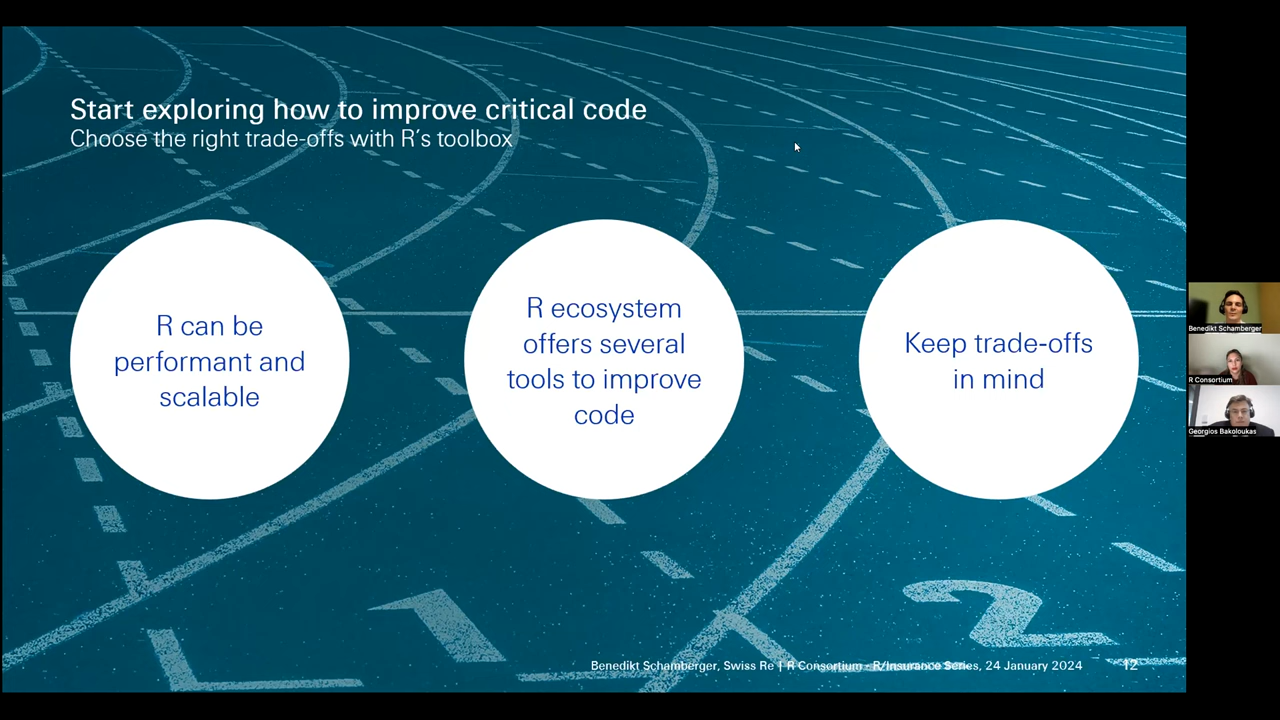 Start exploring how to improve critical code
Choose the right trade-offs with R's toolbox
R can be
performant and
scalable
R ecosystem
offers several
tools to improve
code
Keep trade-offs
in mind
1
2
Benedikt Schamberger, Swiss Re | R Consortium - R/Insurance Series, 24 January 2024
12
Benedikt Schamberger
R Consortium
Georgios Bakoloukas